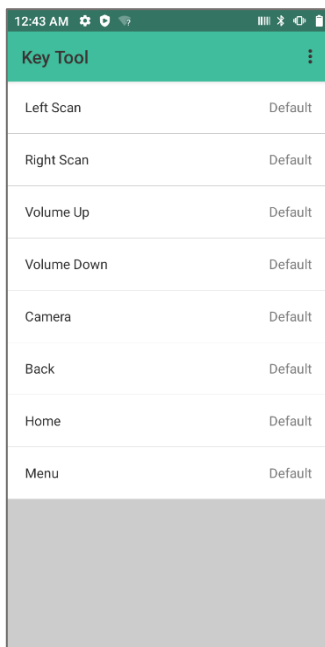 12:43 AM
Key Tool
Left Scan Default
Right Scan Default
Volume Up Default
Volume Down Default
Camera Default
Back Default
Home Default
Menu Default